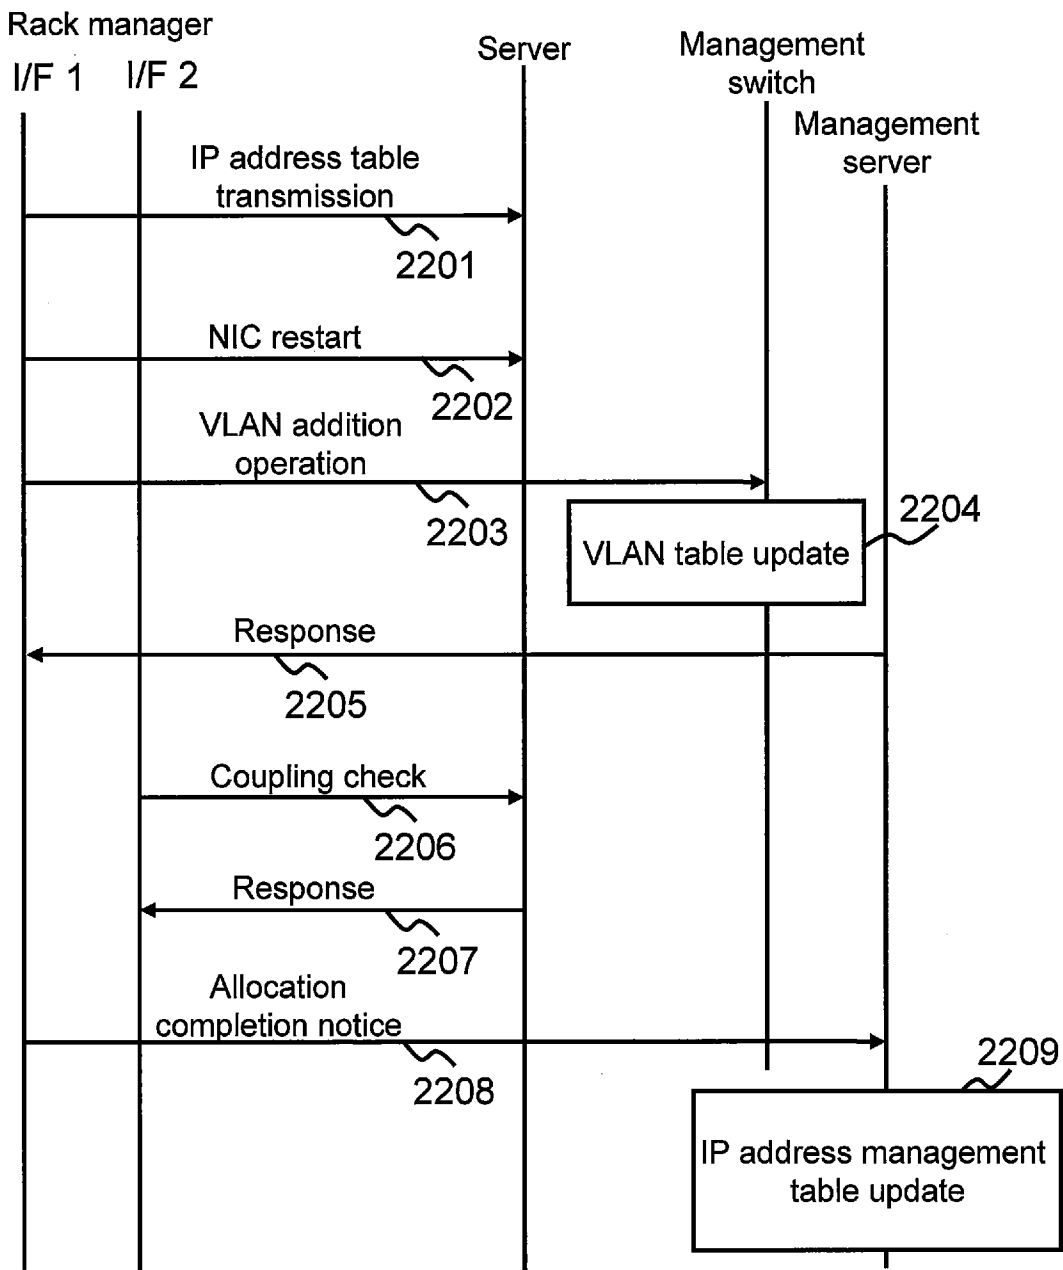 Rack manager
I/F 1
I/F 2
Server
Management
switch
Management
server
IP address table
transmission
2201
NIC restart
2202
VLAN addition
operation
2203
VLAN table update
2204
Response
2205
Coupling check
2206
Response
2207
Allocation
completion notice
2208
2209
IP address management
table update